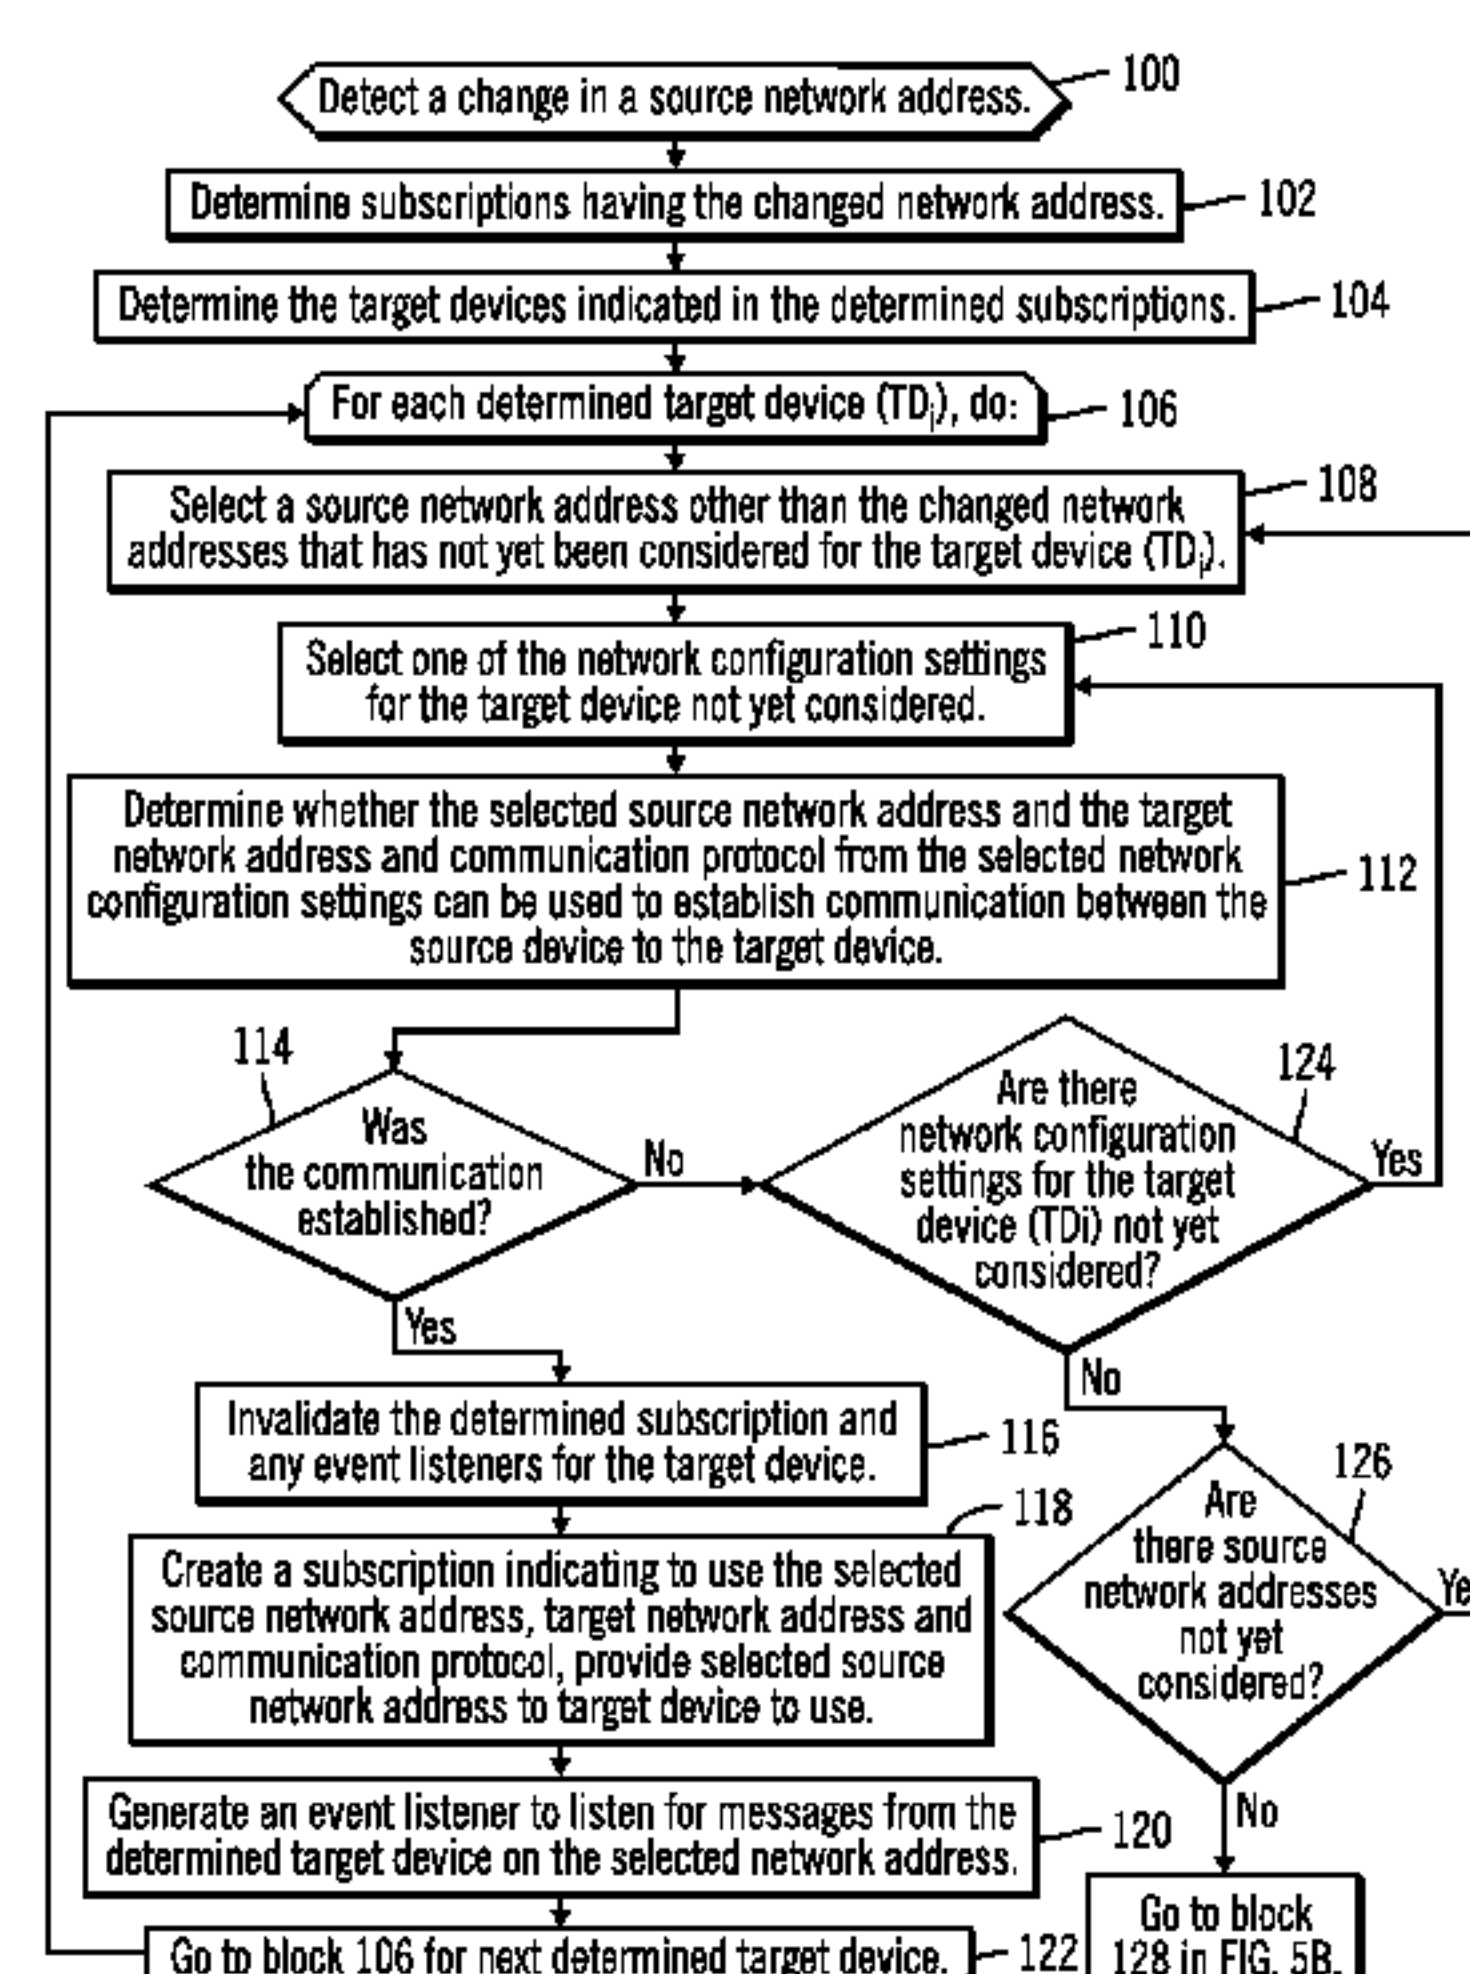 Detect a change in a source network address.
100
Determine subscriptions having the changed network address.
102
Determine the target devices indicated in the determined subscriptions.
104
For each determined target device (TDi), do:
106
Select a source network address other than the changed network
addresses that has not yet been considered for the target device (TDi).
108
Select one of the network configuration settings
for the target device not yet considered.
110
Determine whether the selected source network address and the target
network address and communication protocol from the selected network
configuration settings can be used to establish communication between the
source device to the target device.
112
114
Was
the communication
established?
No
Yes
124
Are there
network configuration
settings for the target
device (TDi) not yet
considered?
Yes
No
Invalidate the determined subscription and
any event listeners for the target device.
116
118
Create a subscription indicating to use the selected
source network address, target network address and
communication protocol, provide selected source
network address to target device to use.
126
Are
there source
network addresses
not yet
considered?
Ye
No
Generate an event listener to listen for messages from the
determined target device on the selected network address.
120
Go to block 106 for next determined target device.
122
Go to block
128 in FIG. 5B.